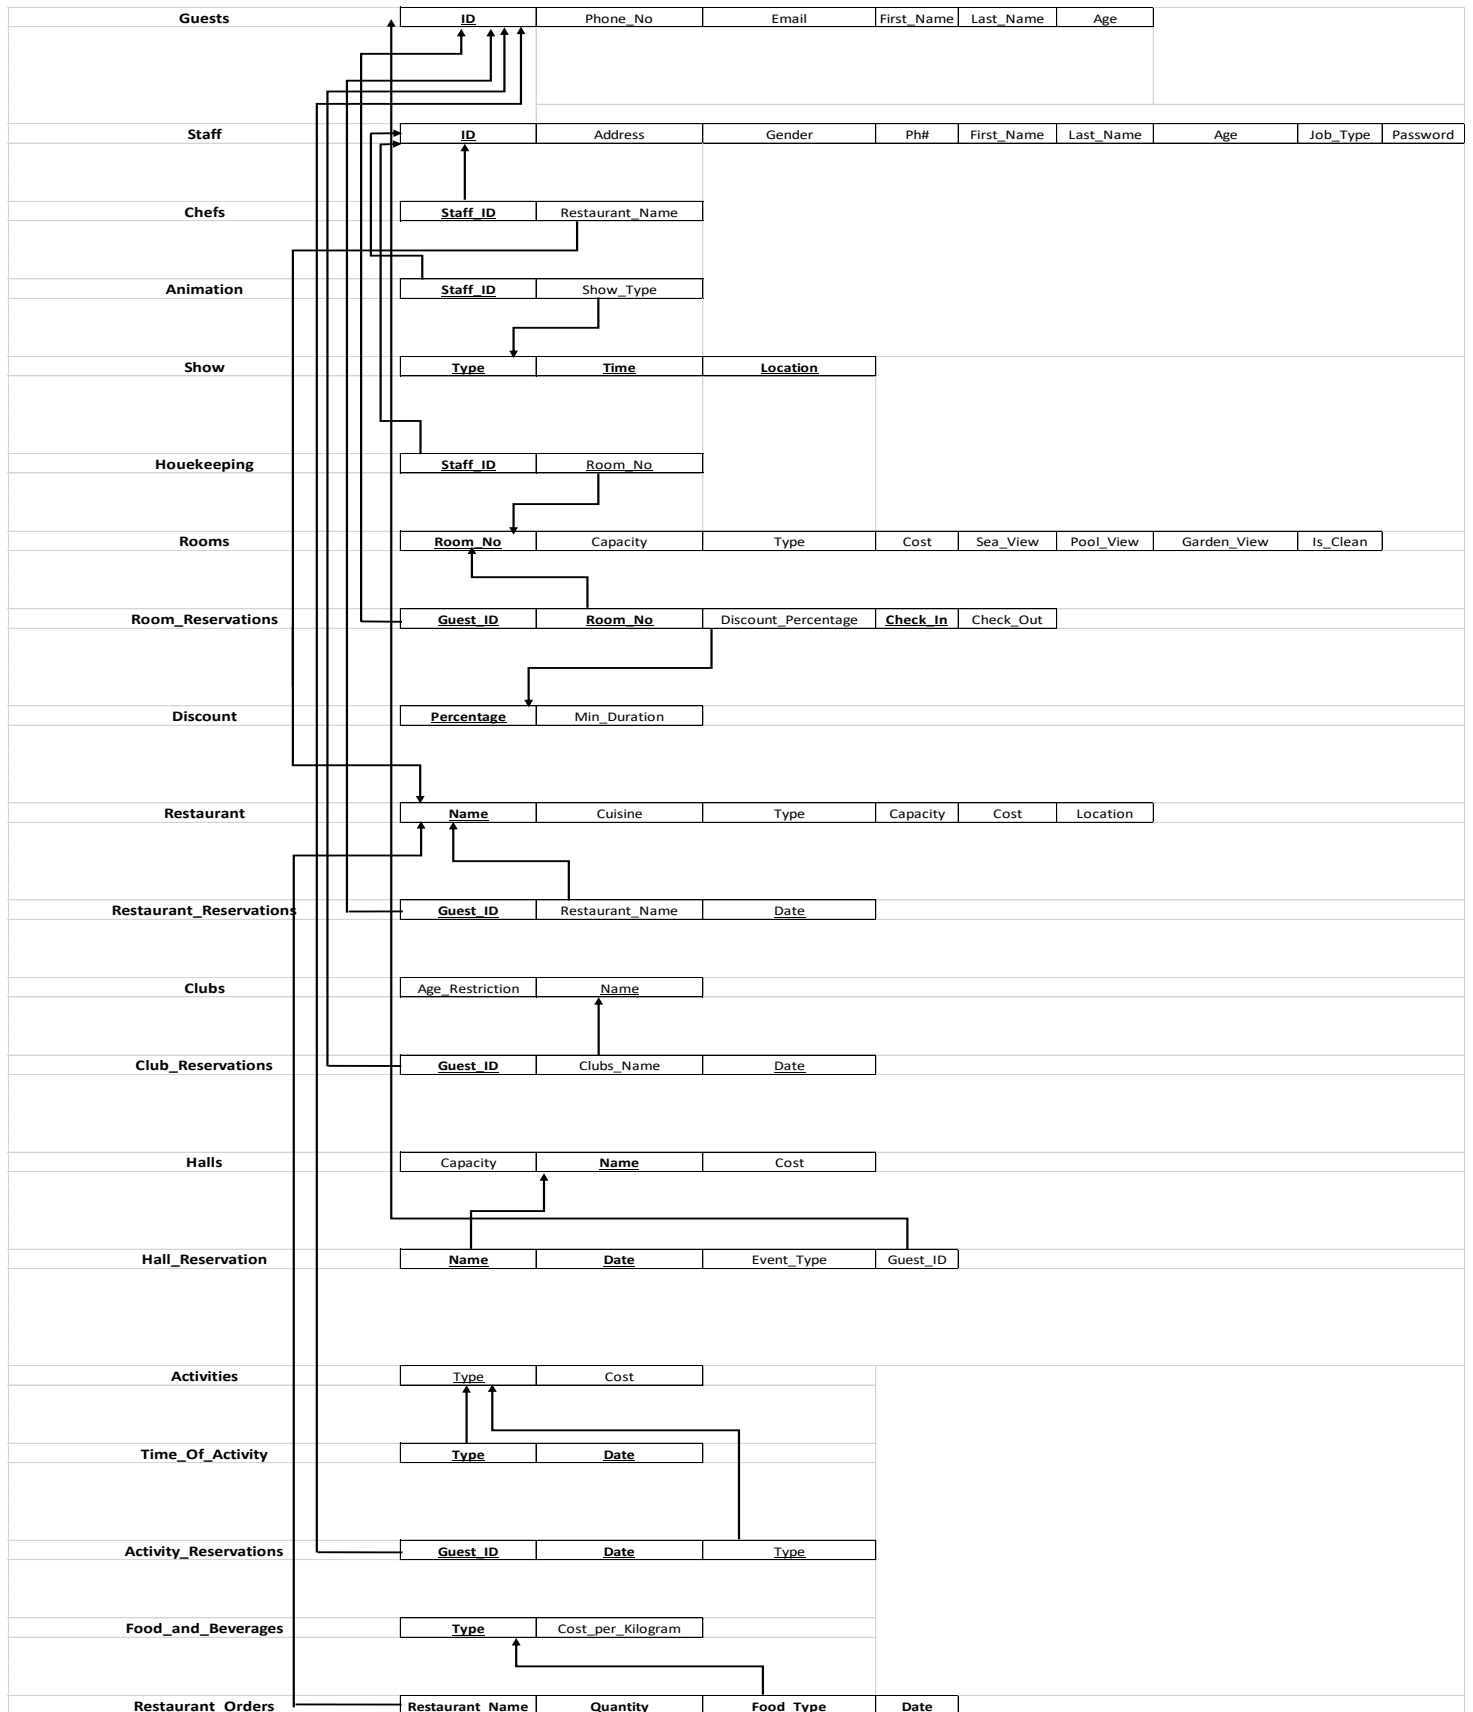 Guests ID Phone_No Email First_Name Last_Name Age
Staff ID Address Gender Ph# First_Name Last_Name Age Job_Type Password
Chefs Staff_ID Restaurant_Name
Animation Staff_ID Show_Type
Show Type Time Location
Houekeeping Staff_ID Room_No
Rooms Room_No Capacity Type Cost Sea_View Pool_View Garden_View Is_Clean
Room_Reservations Guest_ID Room_No Discount_Percentage Check_In Check_Out
Discount Percentage Min_Duration
Restaurant Name Cuisine Type Capacity Cost Location
Restaurant_Reservations Guest_ID Restaurant_Name Date
Clubs Age_Restriction Name
Club_Reservations Guest_ID Clubs_Name Date
Halls Capacity Name Cost
Hall_Reservation Name Date Event_Type Guest_ID
Activities Type Cost
Time_Of_Activity Type Date
Activity_Reservations Guest_ID Date Type
Food_and_Beverages Type Cost_per_Kilogram
Restaurant_Orders Restaurant_Name Quantity Food_Type Date